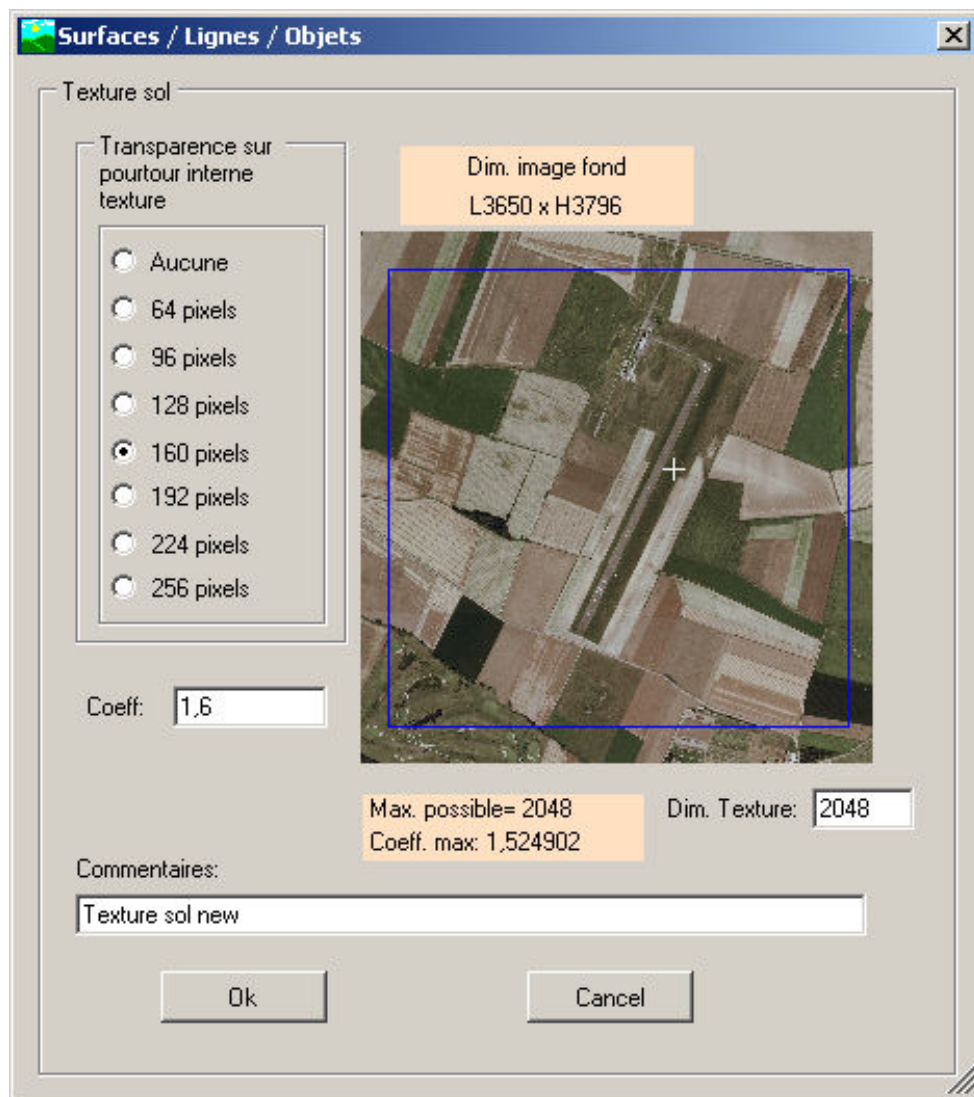 Surfaces / Lignes / Objets
Texture sol
Transparence sur
pourtour interne
texture
Aucune
64 pixels
96 pixels
128 pixels
160 pixels
192 pixels
224 pixels
256 pixels
Dim. image fond
L3650 x H3796
Coeff: 1,6
Max. possible= 2048
Coeff. max: 1,524902
Dim. Texture: 2048
Commentaires:
Texture sol new
Ok
Cancel